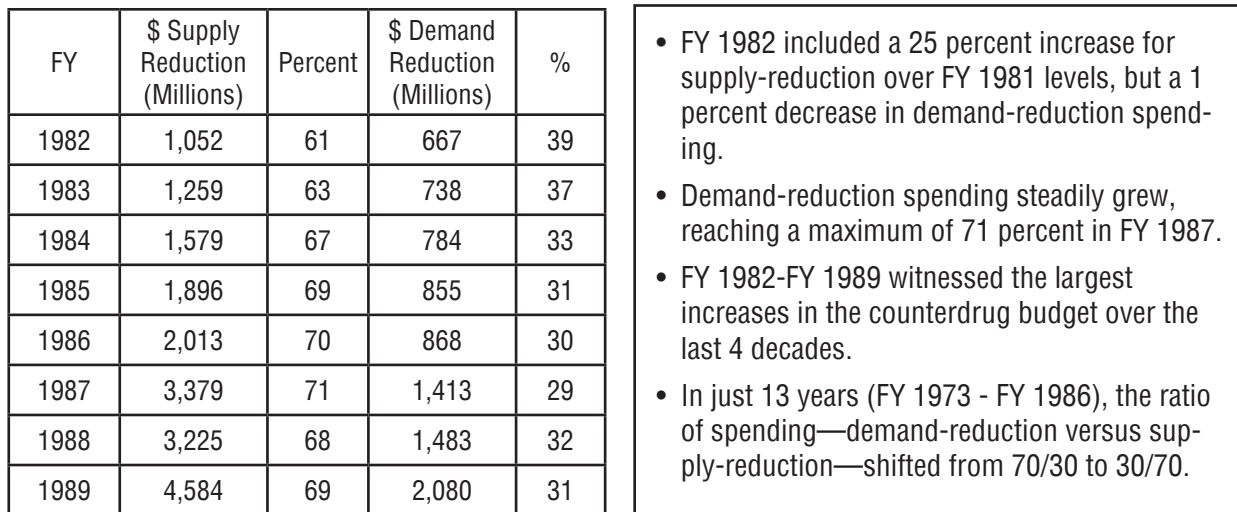 FY | $ Supply Reduction (Millions) | Percent | $ Demand Reduction (Millions) | %
1982 | 1,052 | 61 | 667 | 39
1983 | 1,259 | 63 | 738 | 37
1984 | 1,579 | 67 | 784 | 33
1985 | 1,896 | 69 | 855 | 31
1986 | 2,013 | 70 | 868 | 30
1987 | 3,379 | 71 | 1,413 | 29
1988 | 3,225 | 68 | 1,483 | 32
1989 | 4,584 | 69 | 2,080 | 31
• FY 1982 included a 25 percent increase for
supply-reduction over FY 1981 levels, but a 1
percent decrease in demand-reduction spend-
ing.
• Demand-reduction spending steadily grew,
reaching a maximum of 71 percent in FY 1987.
• FY 1982-FY 1989 witnessed the largest
increases in the counterdrug budget over the
last 4 decades.
• In just 13 years (FY 1973 - FY 1986), the ratio
of spending—demand-reduction versus sup-
ply-reduction—shifted from 70/30 to 30/70.